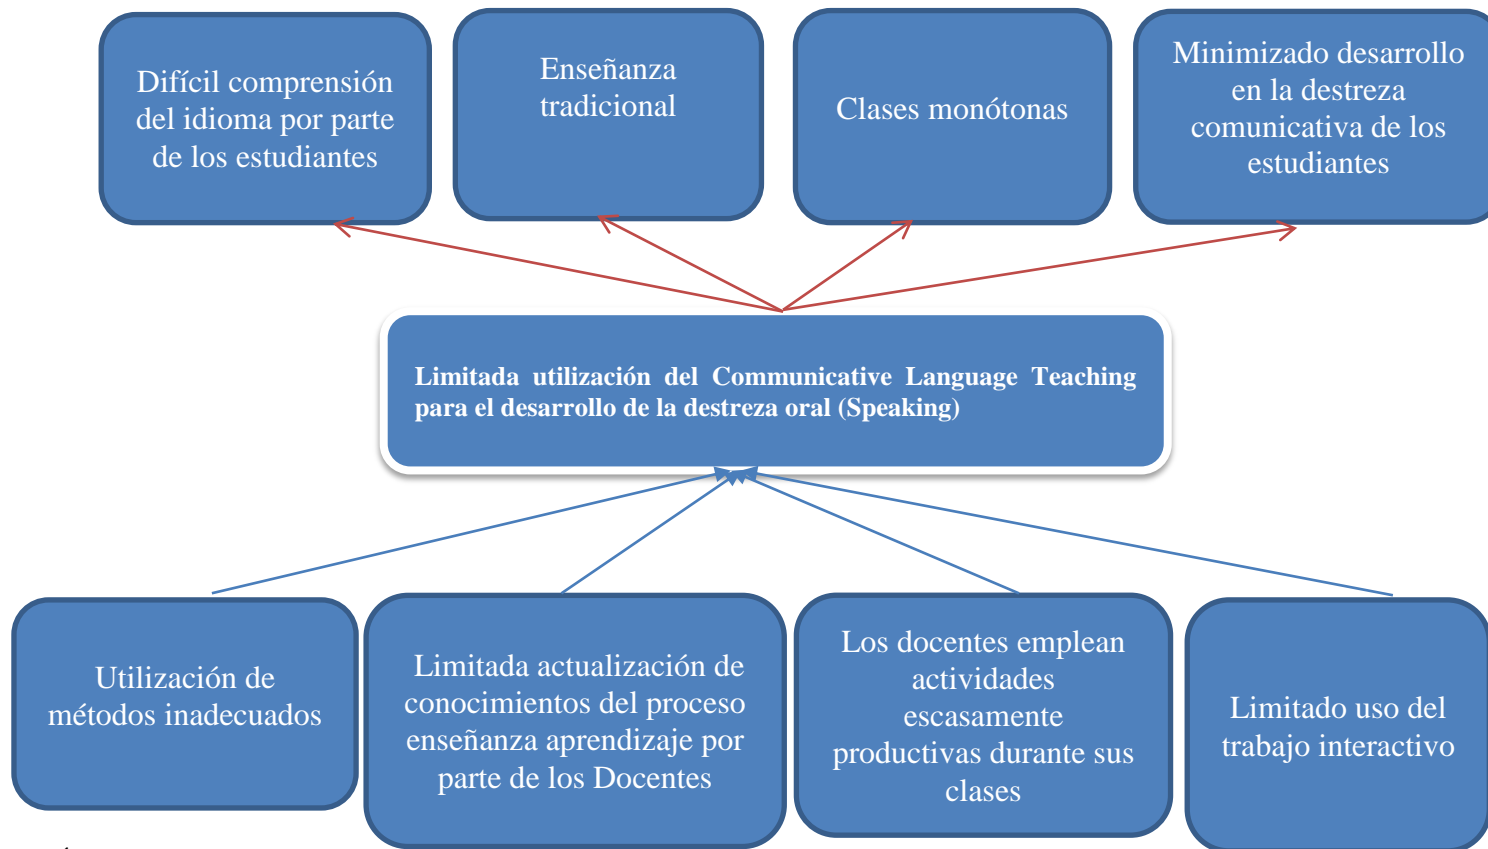 Difícil comprensión
del idioma por parte
de los estudiantes
Enseñanza
tradicional
Clases monótonas
Minimizado desarrollo
en la destreza
comunicativa de los
estudiantes
Limitada utilización del Communicative Language Teaching
para el desarrollo de la destreza oral (Speaking)
Utilización de
métodos inadecuados
Limitada actualización de
conocimientos del proceso
enseñanza aprendizaje por
parte de los Docentes
Los docentes emplean
actividades
escasamente
productivas durante sus
clases
Limitado uso del
trabajo interactivo